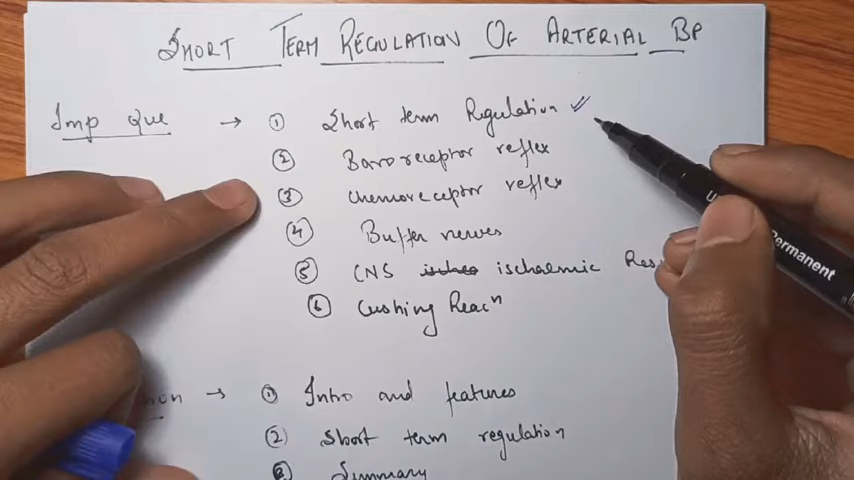 SHORT TERM REGULATION OF ARTERIAL BP
Imp que → ① Short term Regulation ✓
② Baroreceptor reflex
③ chemoreceptor reflex
④ Buffer nerves
⑤ CNS ischaemic
⑥ Cushing Reacn
→ ① Intro and features
② Short term regulation
③ Summary
Permanent